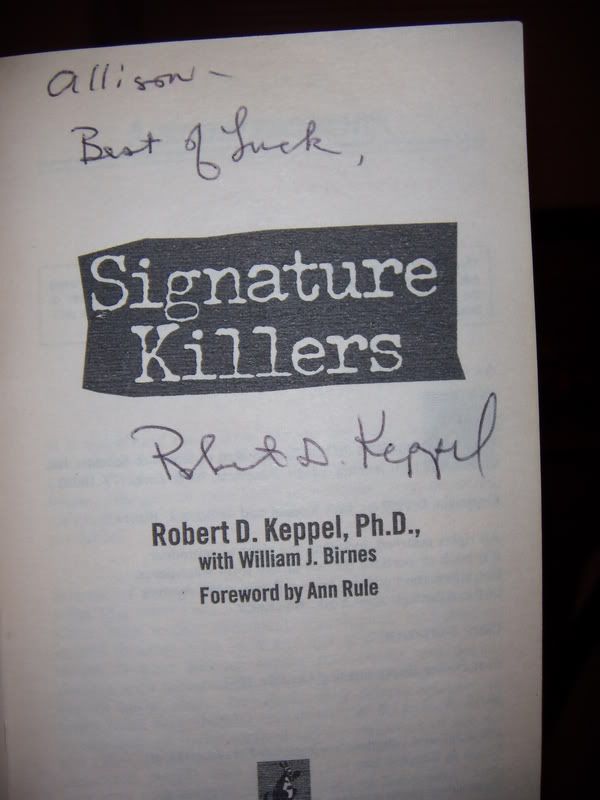 Allison –
Best of Luck,
Signature
Killers
Robert D. Keppel
Robert D. Keppel, Ph.D.,
with William J. Birnes
Foreword by Ann Rule